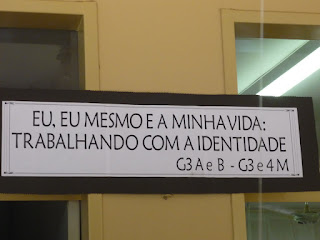 EU, EU MESMO E A MINHA VIDA:
TRABALHANDO COM A IDENTIDADE
G3 A e B - G3 e 4 M